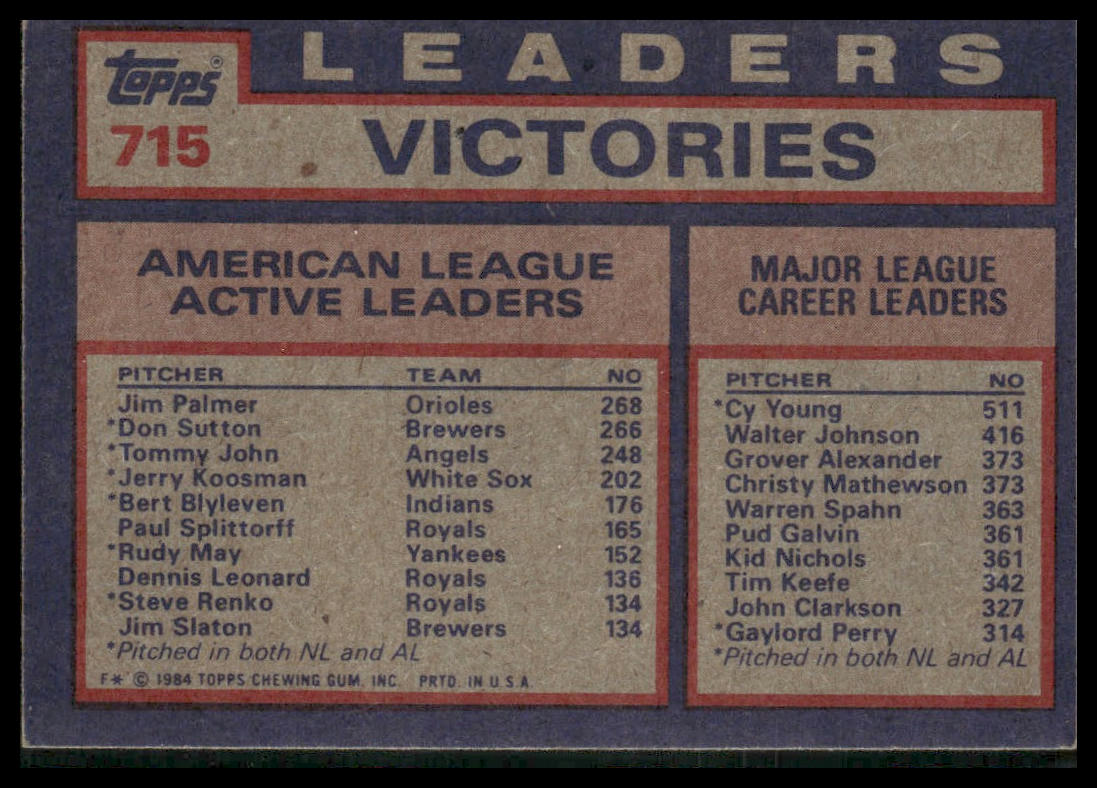 LEADERS
topps®
715
VICTORIES
AMERICAN LEAGUE
ACTIVE LEADERS
PITCHER TEAM NO
Jim Palmer Orioles 268
*Don Sutton Brewers 266
*Tommy John Angels 248
*Jerry Koosman White Sox 202
*Bert Blyleven Indians 176
Paul Splittorff Royals 165
*Rudy May Yankees 152
Dennis Leonard Royals 136
*Steve Renko Royals 134
Jim Slaton Brewers 134
*Pitched in both NL and AL
F* © 1984 TOPPS CHEWING GUM, INC. PRTD. IN U.S.A.
MAJOR LEAGUE
CAREER LEADERS
PITCHER NO
*Cy Young 511
Walter Johnson 416
Grover Alexander 373
Christy Mathewson 373
Warren Spahn 363
Pud Galvin 361
Kid Nichols 361
Tim Keefe 342
John Clarkson 327
*Gaylord Perry 314
*Pitched in both NL and AL